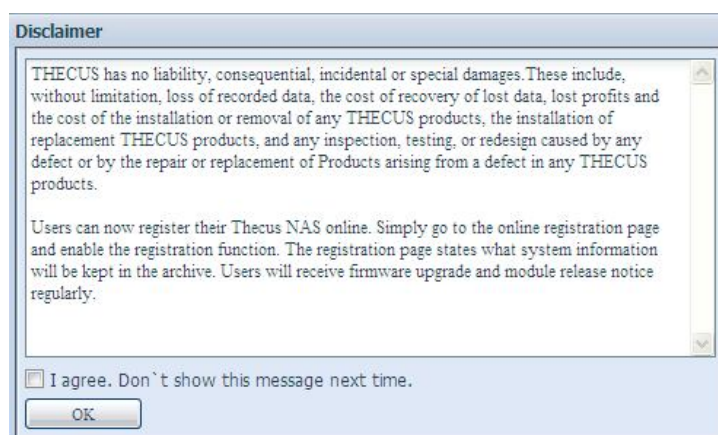 Disclaimer
THECUS has no liability, consequential, incidental or special damages.These include,
without limitation, loss of recorded data, the cost of recovery of lost data, lost profits and
the cost of the installation or removal of any THECUS products, the installation of
replacement THECUS products, and any inspection, testing, or redesign caused by any
defect or by the repair or replacement of Products arising from a defect in any THECUS
products.
Users can now register their Thecus NAS online. Simply go to the online registration page
and enable the registration function. The registration page states what system information
will be kept in the archive. Users will receive firmware upgrade and module release notice
regularly.
I agree. Don`t show this message next time.
OK